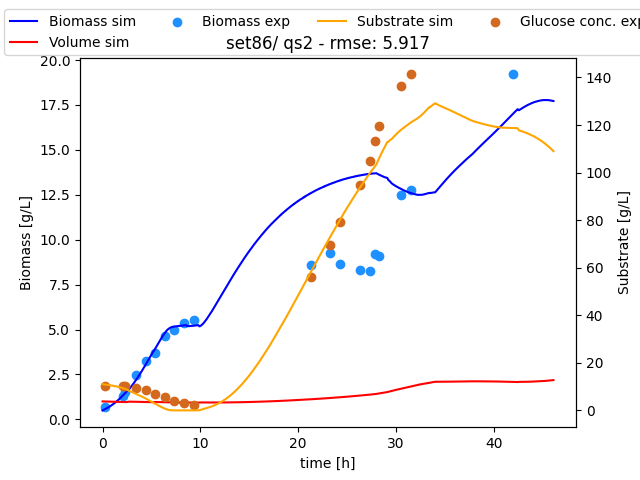 Biomass sim
Biomass exp
Substrate sim
Glucose conc. exp
Volume sim
set86/ qs2 - rmse: 5.917
20.0
17.5
15.0
12.5
10.0
7.5
5.0
2.5
0.0
Biomass [g/L]
140
120
100
80
60
40
20
0
Substrate [g/L]
0
10
20
30
40
time [h]